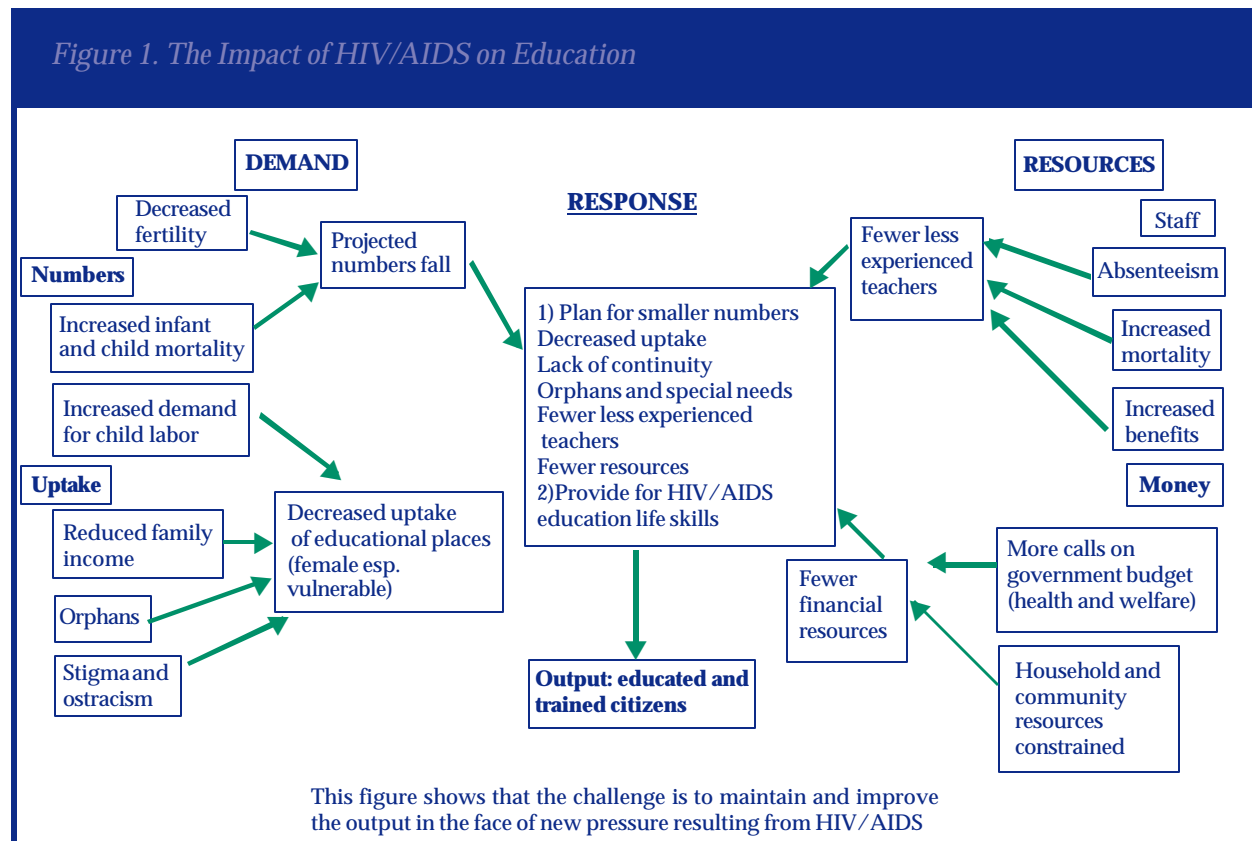 Figure 1. The Impact of HIV/AIDS on Education
DEMAND
Decreased
fertility
Projected
numbers fall
Numbers
Increased infant
and child mortality
Increased demand
for child labor
Uptake
Reduced family
income
Decreased uptake
of educational places
(female esp.
vulnerable)
Orphans
Stigma and
ostracism
RESPONSE
1) Plan for smaller numbers
Decreased uptake
Lack of continuity
Orphans and special needs
Fewer less experienced
teachers
Fewer resources
2)Provide for HIV/AIDS
education life skills
Output: educated and
trained citizens
RESOURCES
Staff
Fewer less
experienced
teachers
Absenteeism
Increased
mortality
Increased
benefits
Money
More calls on
government budget
(health and welfare)
Fewer
financial
resources
Household and
community
resources
constrained
This figure shows that the challenge is to maintain and improve
the output in the face of new pressure resulting from HIV/AIDS